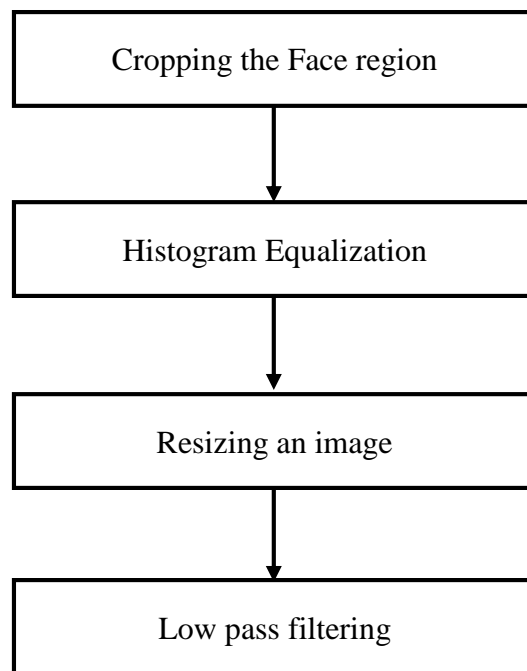 Cropping the Face region
Histogram Equalization
Resizing an image
Low pass filtering